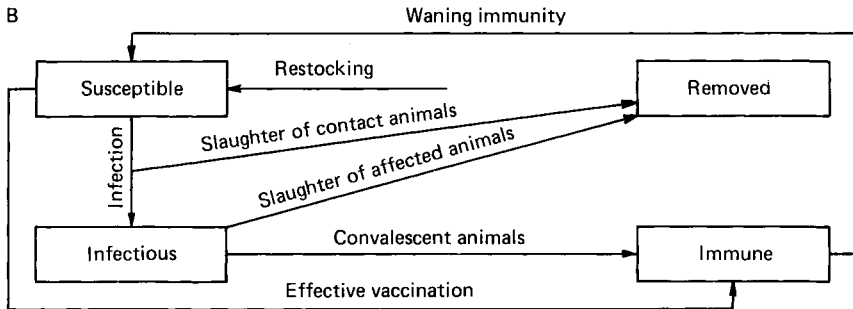 B
Waning immunity
Susceptible
Restocking
Removed
Slaughter of contact animals
Slaughter of affected animals
Infection
Infectious
Convalescent animals
Immune
Effective vaccination